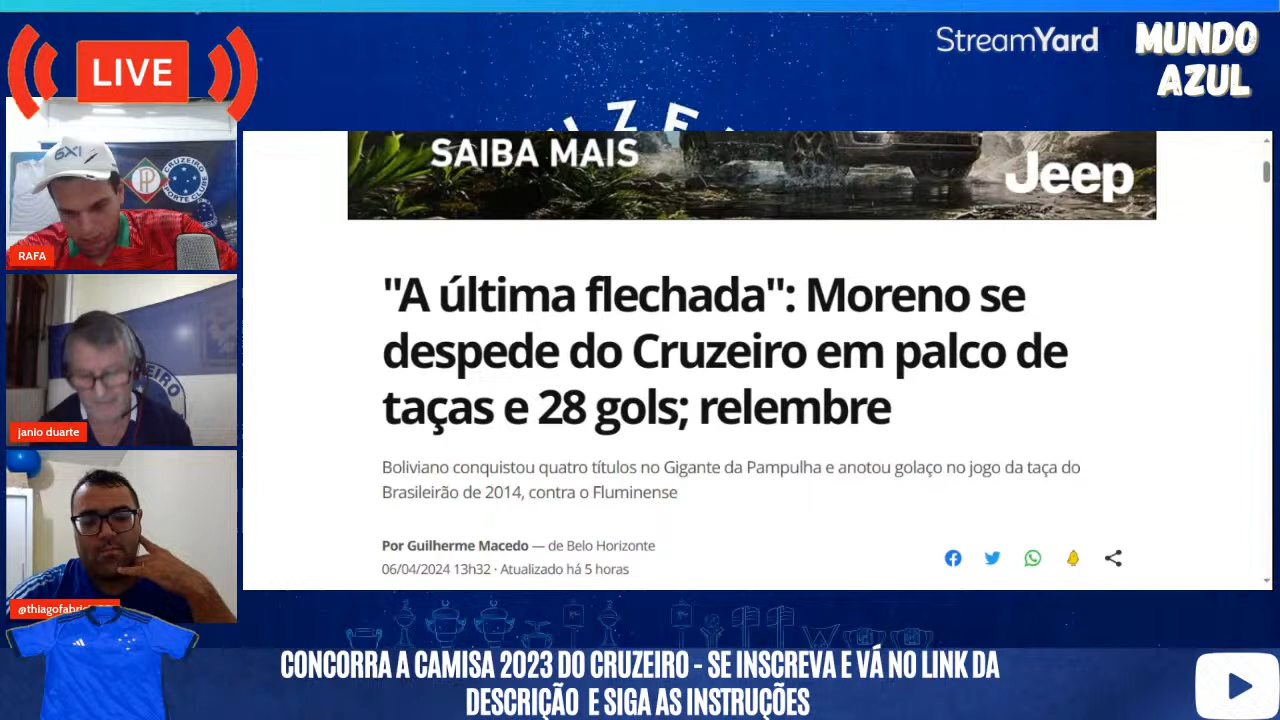 LIVE
StreamYard
MUNDO
AZUL
UZE
6X1
CRUZEIRO
RAFA
janio duarte
SAIBA MAIS
Jeep
"A última flechada": Moreno se
despede do Cruzeiro em palco de
taças e 28 gols; relembre
Boliviano conquistou quatro títulos no Gigante da Pampulha e anotou golaço no jogo da taça do
Brasileirão de 2014, contra o Fluminense
Por Guilherme Macedo — de Belo Horizonte
06/04/2024 13h32 · Atualizado há 5 horas
CONCORRA A CAMISA 2023 DO CRUZEIRO - SE INSCREVA E VÁ NO LINK DA
DESCRIÇÃO E SIGA AS INSTRUÇÕES